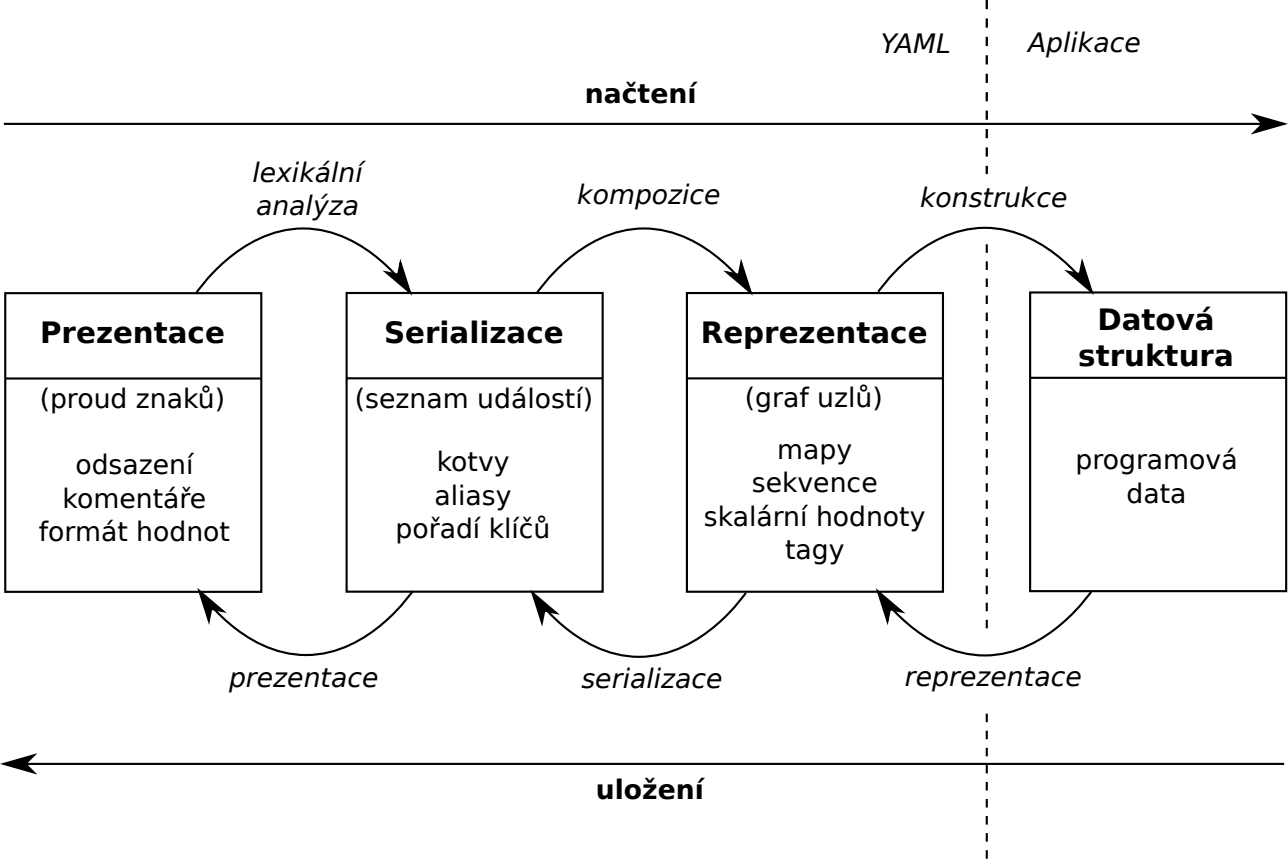 YAML
Aplikace
načtení
lexikální
analýza
kompozice
konstrukce
Prezentace
(proud znaků)
odsazení
komentáře
formát hodnot
Serializace
(seznam událostí)
kotvy
aliasy
pořadí klíčů
Reprezentace
(graf uzlů)
mapy
sekvence
skalární hodnoty
tagy
Datová
struktura
programová
data
prezentace
serializace
reprezentace
uložení